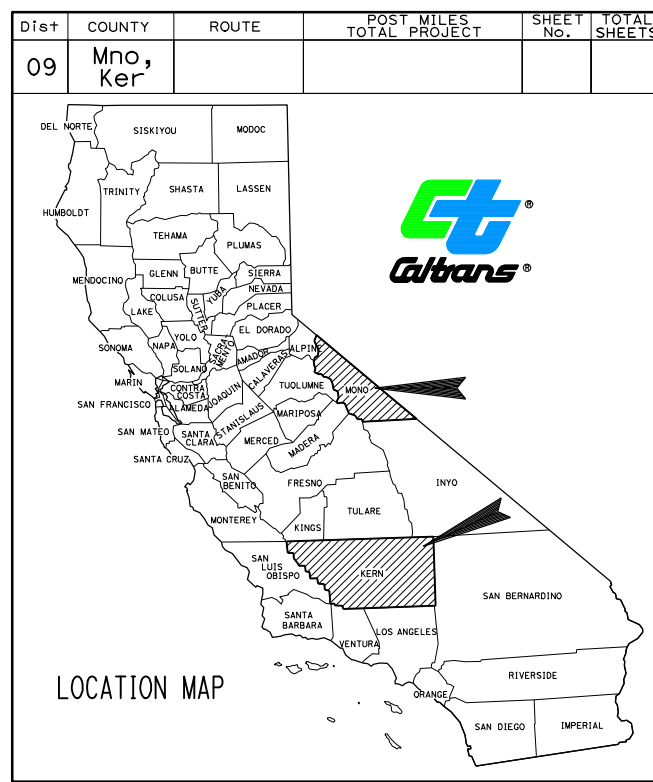 Dist COUNTY ROUTE POST MILES TOTAL PROJECT SHEET No. TOTAL SHEETS
09 Mno, Ker
DEL NORTE
SISKIYOU
MODOC
TRINITY
SHASTA
LASSEN
HUMBOLDT
TEHAMA
PLUMAS
Caltrans ®
®
MENDOCINO
GLENN
BUTTE
SIERRA
NEVADA
COLUSA
YUBA
PLACER
LAKE
SUTTER
EL DORADO
SONOMA
NAPA
YOLO
SACRA-
MENTO
AMADOR
ALPINE
SOLANO
CALAVERAS
MARIN
CONTRA
COSTA
JOAQUIN
TUOLUMNE
MONO
SAN FRANCISCO
ALAMEDA
STANISLAUS
MARIPOSA
SAN MATEO
SANTA
CLARA
MERCED
MADERA
SANTA CRUZ
SAN
BENITO
FRESNO
INYO
MONTEREY
KINGS
TULARE
SAN
LUIS
OBISPO
KERN
SAN BERNARDINO
SANTA
BARBARA
VENTURA
LOS ANGELES
LOCATION MAP
ORANGE
RIVERSIDE
SAN DIEGO
IMPERIAL